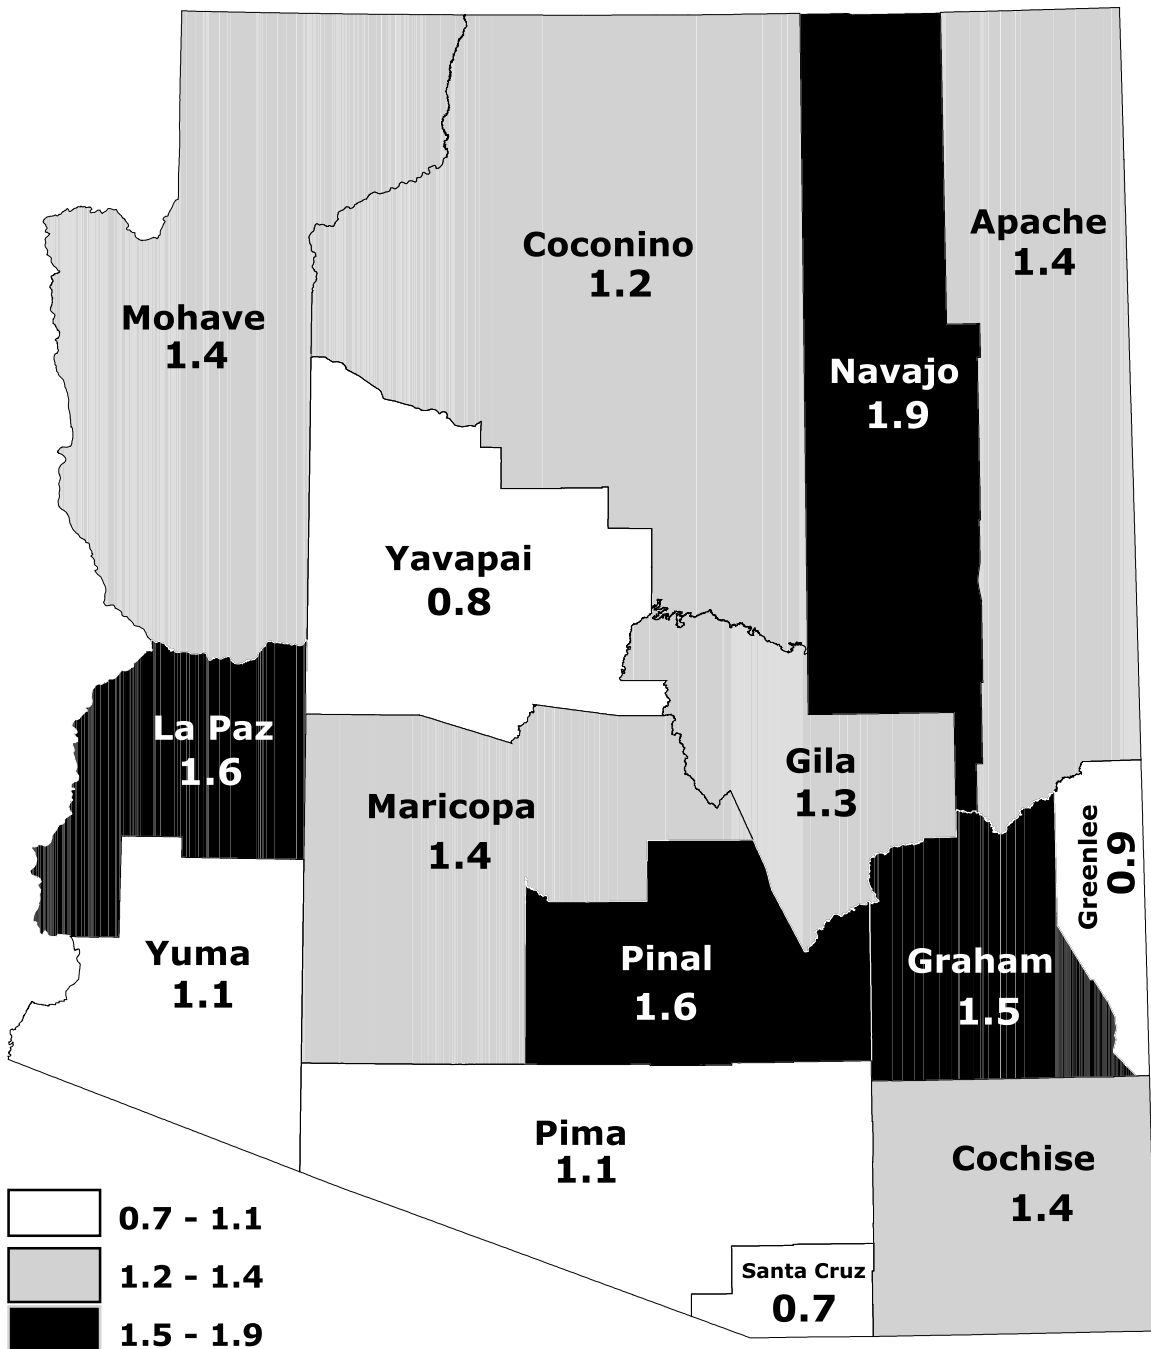 Apache
1.4
Coconino
1.2
Mohave
1.4
Navajo
1.9
Yavapai
0.8
La Paz
1.6
Gila
1.3
Maricopa
1.4
Greenlee
0.9
Yuma
1.1
Pinal
1.6
Graham
1.5
Pima
1.1
Cochise
1.4
Santa Cruz
0.7
0.7 - 1.1
1.2 - 1.4
1.5 - 1.9